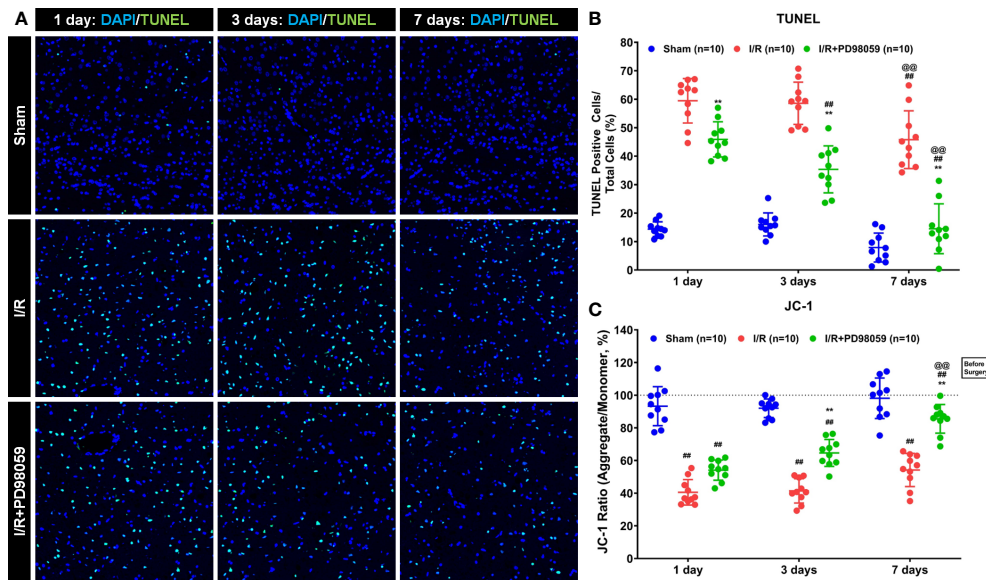 A
1 day: DAPI/TUNEL
3 days: DAPI/TUNEL
7 days: DAPI/TUNEL
Sham
I/R
I/R+PD98059
B
TUNEL
Sham (n=10)
I/R (n=10)
I/R+PD98059 (n=10)
TUNEL Positive Cells/
Total Cells (%)
80
70
60
50
40
30
20
10
0
**
##
**
@@
##
@@
##
**
1 day
3 days
7 days
C
JC-1
Sham (n=10)
I/R (n=10)
I/R+PD98059 (n=10)
JC-1 Ratio (Aggregate/Monomer, %)
140
120
100
80
60
40
20
0
##
##
##
**
##
##
@@
##
**
Before
Surgery
1 day
3 days
7 days